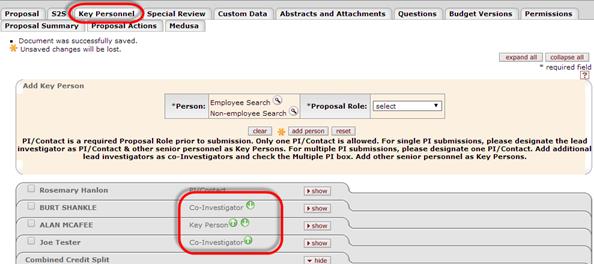 Proposal S2S Key Personnel Special Review Custom Data Abstracts and Attachments Questions Budget Versions Permissions
Proposal Summary Proposal Actions Medusa
Document was successfully saved.
Unsaved changes will be lost.
expand all collapse all
* required field
?
Add Key Person
*Person: Employee Search
Non-employee Search
*Proposal Role: select
clear add person reset
PI/Contact is a required Proposal Role prior to submission. Only one PI/Contact is allowed. For single PI submissions, please designate the lead
investigator as PI/Contact & other senior personnel as Key Persons. For multiple PI submissions, please designate one PI/Contact. Add additional
lead investigators as co-Investigators and check the Multiple PI box. Add other senior personnel as Key Persons.
Rosemary Hanlon PI/Contact show
BURT SHANKLE Co-Investigator show
ALAN MCAFEE Key Person show
Joe Tester Co-Investigator show
Combined Credit Split hide